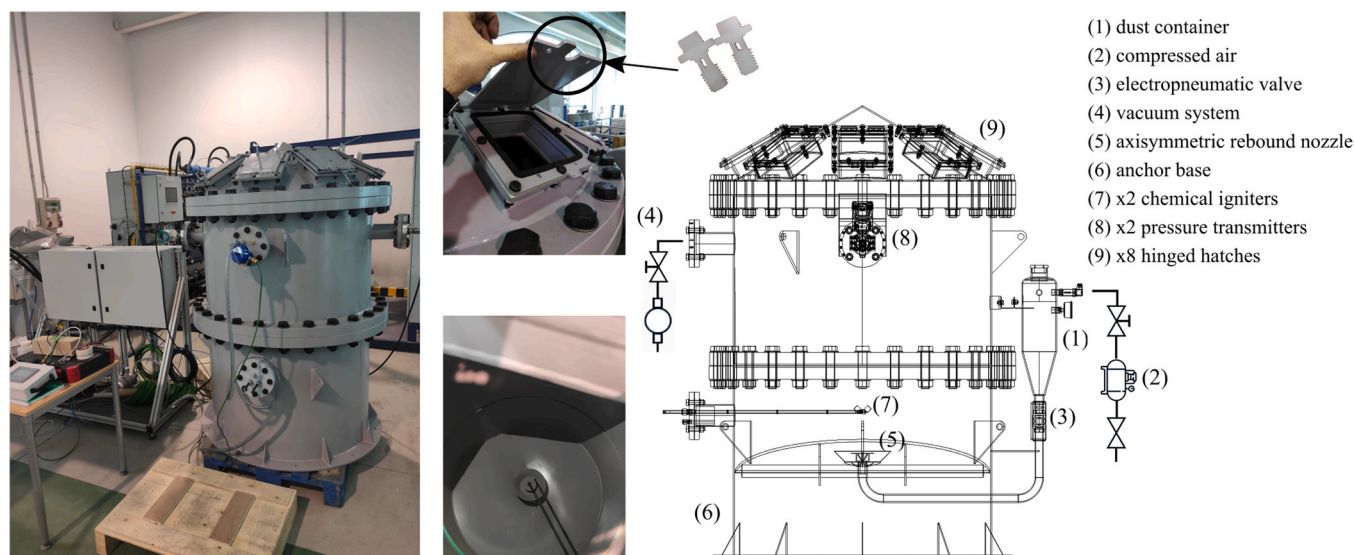 (1) dust container
(2) compressed air
(3) electropneumatic valve
(4) vacuum system
(5) axisymmetric rebound nozzle
(6) anchor base
(7) x2 chemical igniters
(8) x2 pressure transmitters
(9) x8 hinged hatches
(9)
(4)
(8)
(1)
(2)
(7)
(3)
(5)
(6)